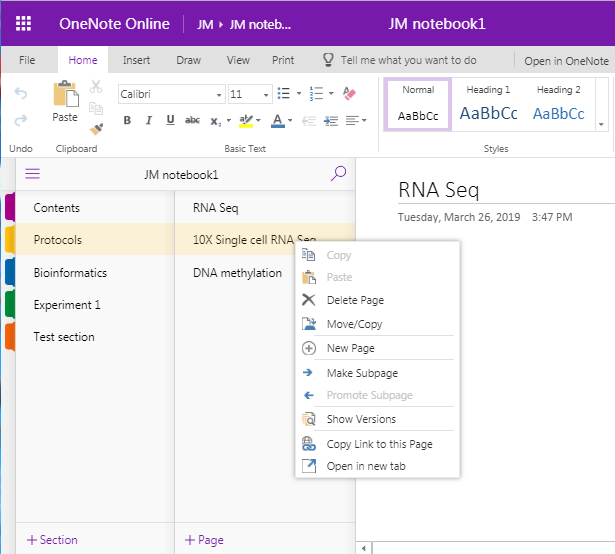 OneNote Online JM ▸ JM noteb... JM notebook1
File Home Insert Draw View Print Tell me what you want to do Open in OneNote
Calibri 11
Paste
B I U abc x₂ A
Normal Heading 1 Heading 2
AaBbCc AaBbCc AaBbCc
Undo Clipboard Basic Text Styles
JM notebook1
Contents
Protocols
Bioinformatics
Experiment 1
Test section
+ Section
RNA Seq
10X Single cell RNA Seq
DNA methylation
+ Page
Copy
Paste
Delete Page
Move/Copy
New Page
Make Subpage
Promote Subpage
Show Versions
Copy Link to this Page
Open in new tab
RNA Seq
Tuesday, March 26, 2019 3:47 PM